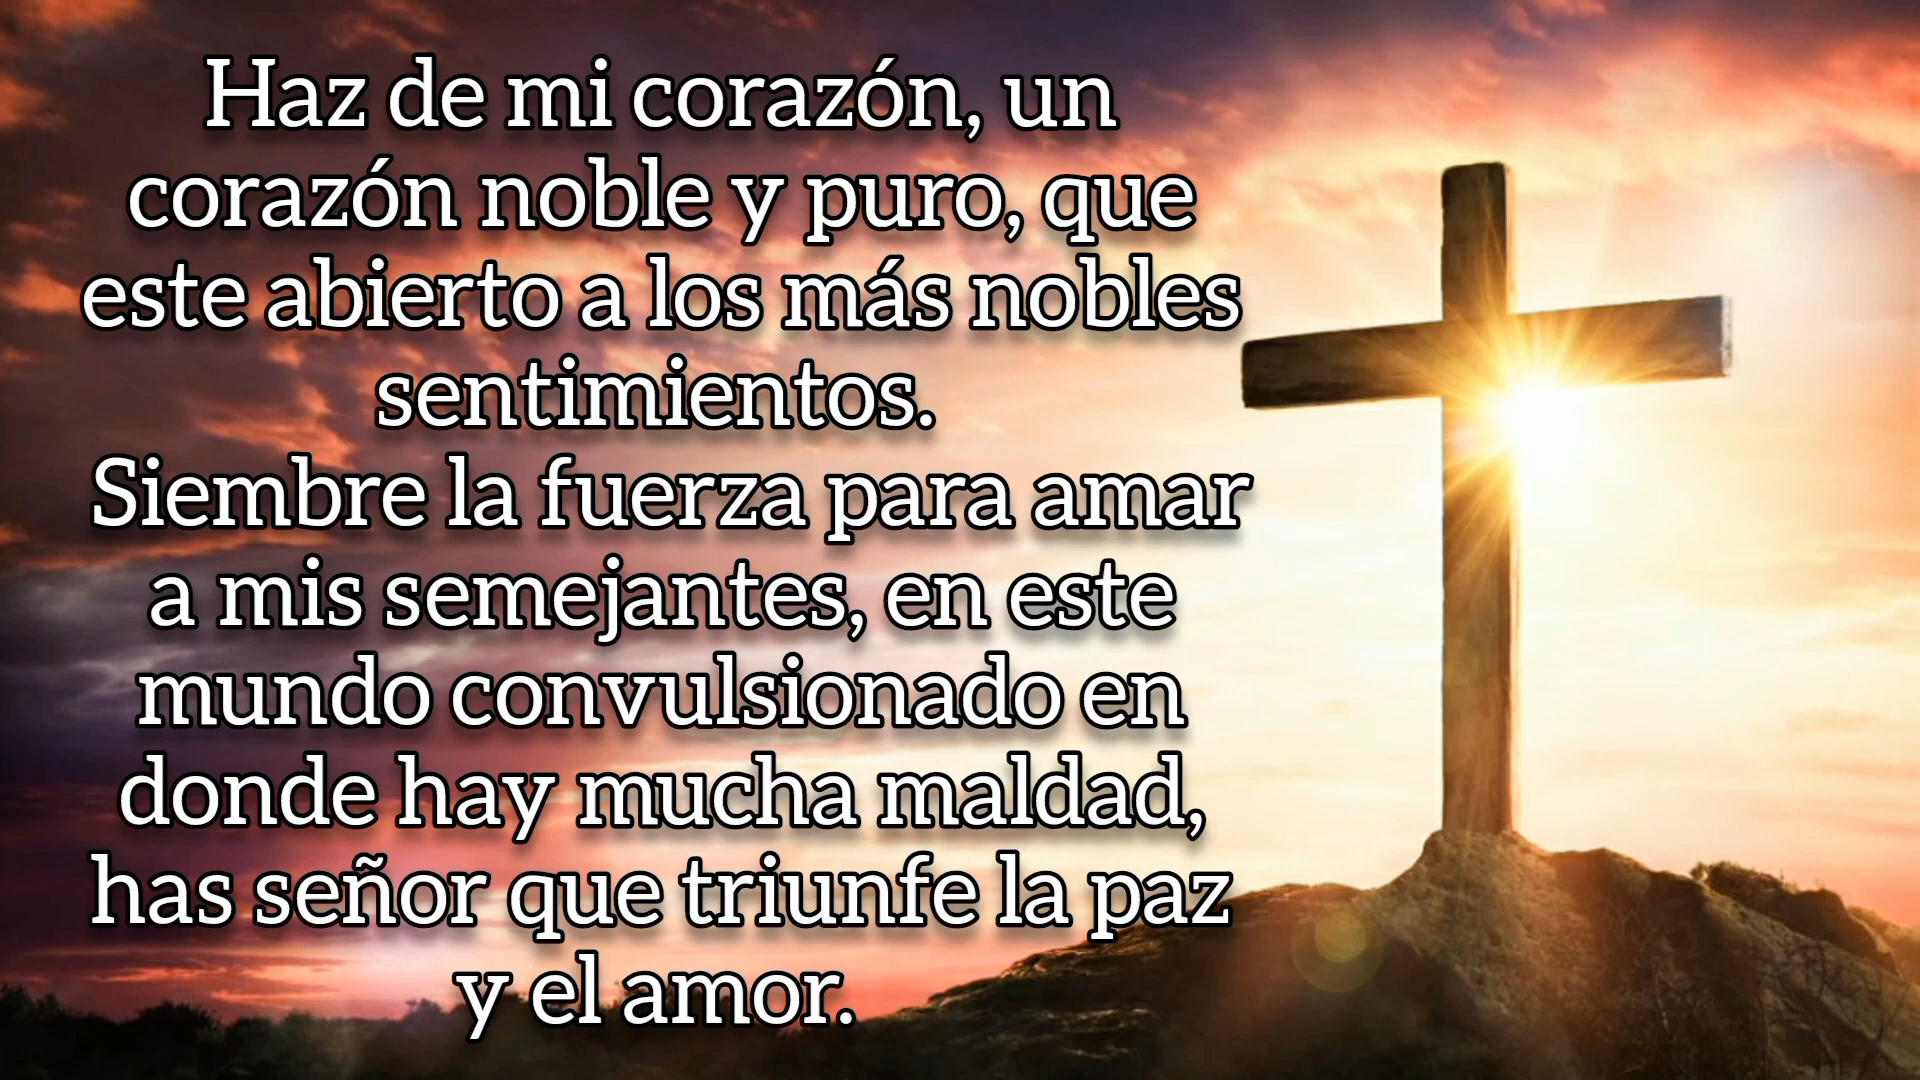 Haz de mi corazón, un
corazón noble y puro, que
este abierto a los más nobles
sentimientos.
Siembre la fuerza para amar
a mis semejantes, en este
mundo convulsionado en
donde hay mucha maldad,
has señor que triunfe la paz
y el amor.